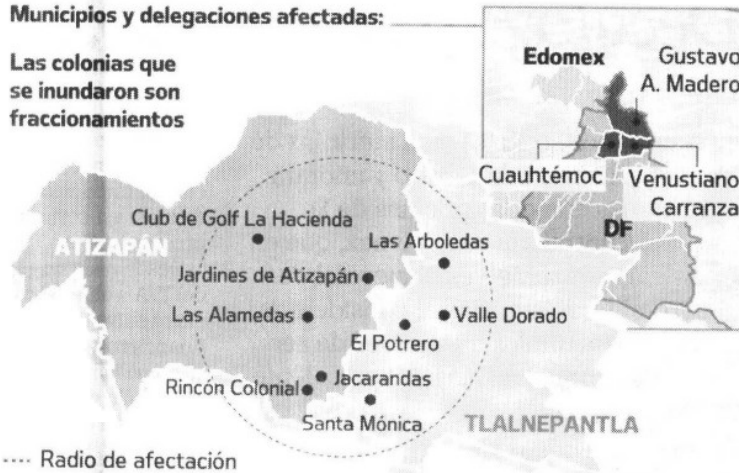 Municipios y delegaciones afectadas:
Las colonias que
se inundaron son
fraccionamientos
Edomex
Gustavo
A. Madero
Cuauhtémoc
Venustiano
Carranza
DF
ATIZAPÁN
Club de Golf La Hacienda
Las Arboledas
Jardines de Atizapán
Las Alamedas
Valle Dorado
El Potrero
Rincón Colonial
Jacarandas
Santa Mónica
TLALNEPANTLA
---- Radio de afectación